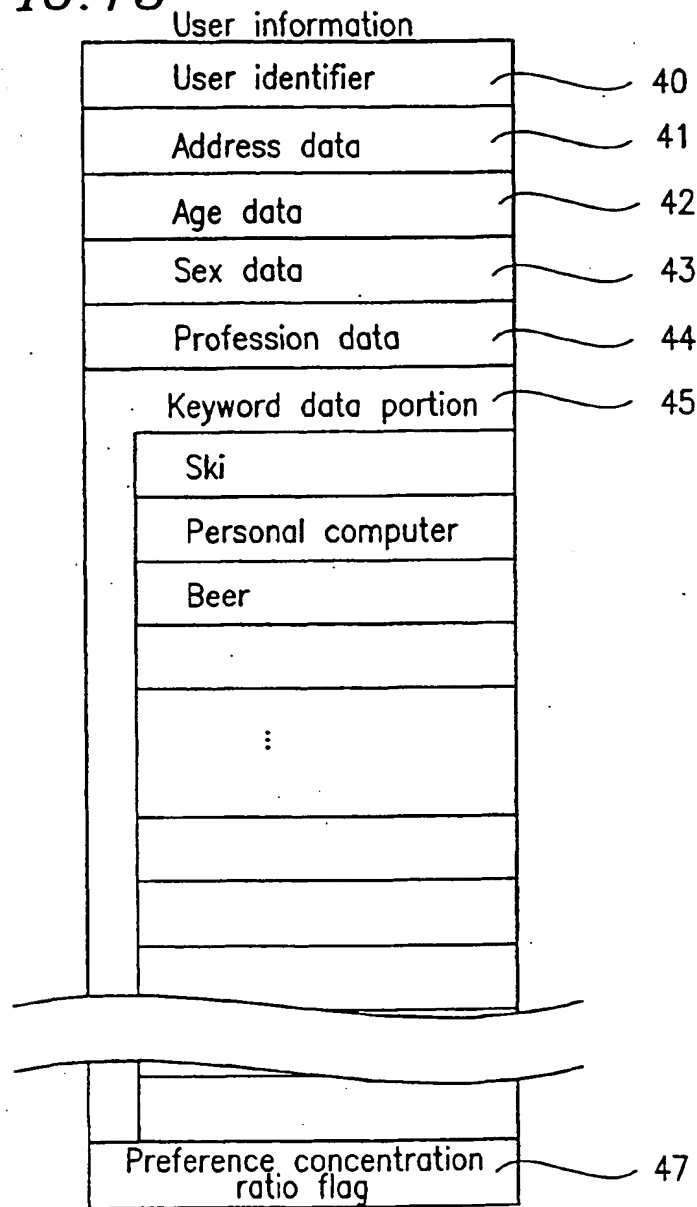 User information
User identifier 40
Address data 41
Age data 42
Sex data 43
Profession data 44
Keyword data portion 45
Ski
Personal computer
Beer
⋮
Preference concentration
ratio flag 47